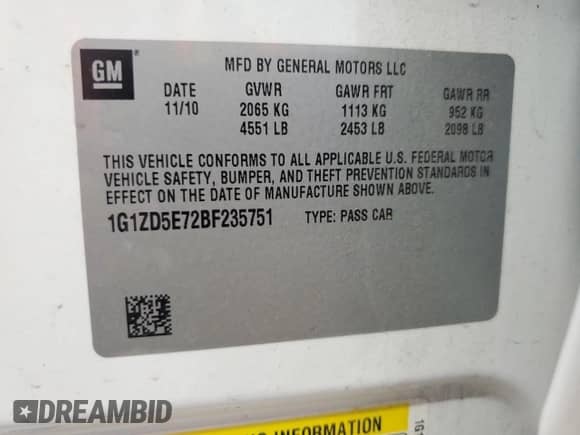 GM
MFD BY GENERAL MOTORS LLC
DATE GVWR GAWR FRT GAWR RR
11/10 2065 KG 1113 KG 952 KG
4551 LB 2453 LB 2098 LB
THIS VEHICLE CONFORMS TO ALL APPLICABLE U.S. FEDERAL MOTOR
VEHICLE SAFETY, BUMPER, AND THEFT PREVENTION STANDARDS IN
EFFECT ON THE DATE OF MANUFACTURE SHOWN ABOVE.
1G1ZD5E72BF235751 TYPE: PASS CAR
INFORMATION
DREAMBID